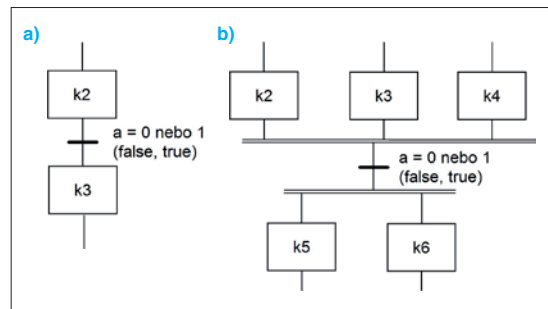 a)
k2
a = 0 nebo 1
(false, true)
k3
b)
k2
k3
k4
a = 0 nebo 1
(false, true)
k5
k6